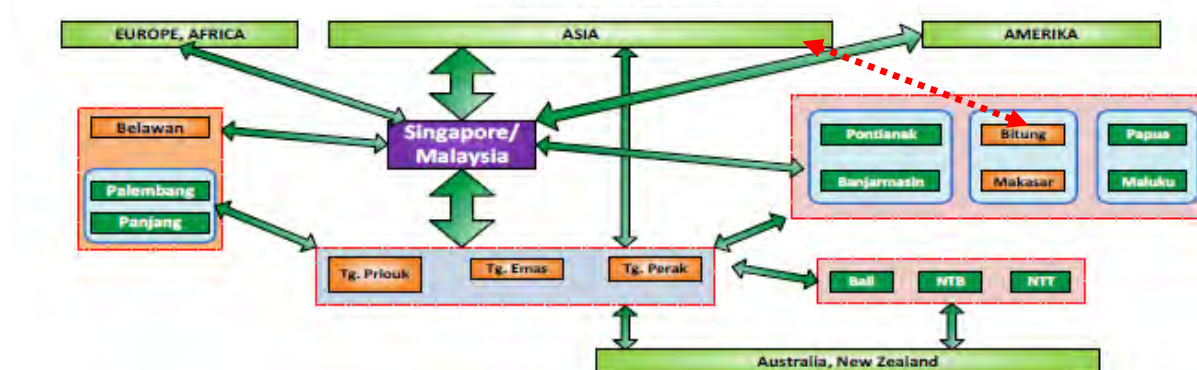 EUROPE, AFRICA
ASIA
AMERIKA
Belawan
Singapore/
Malaysia
Pontianak
Bitung
Papua
Palembang
Banjarmasin
Makasar
Maluku
Panjang
Tg. Priouk
Tg. Emas
Tg. Perak
Bali
NTB
NTT
Australia, New Zealand